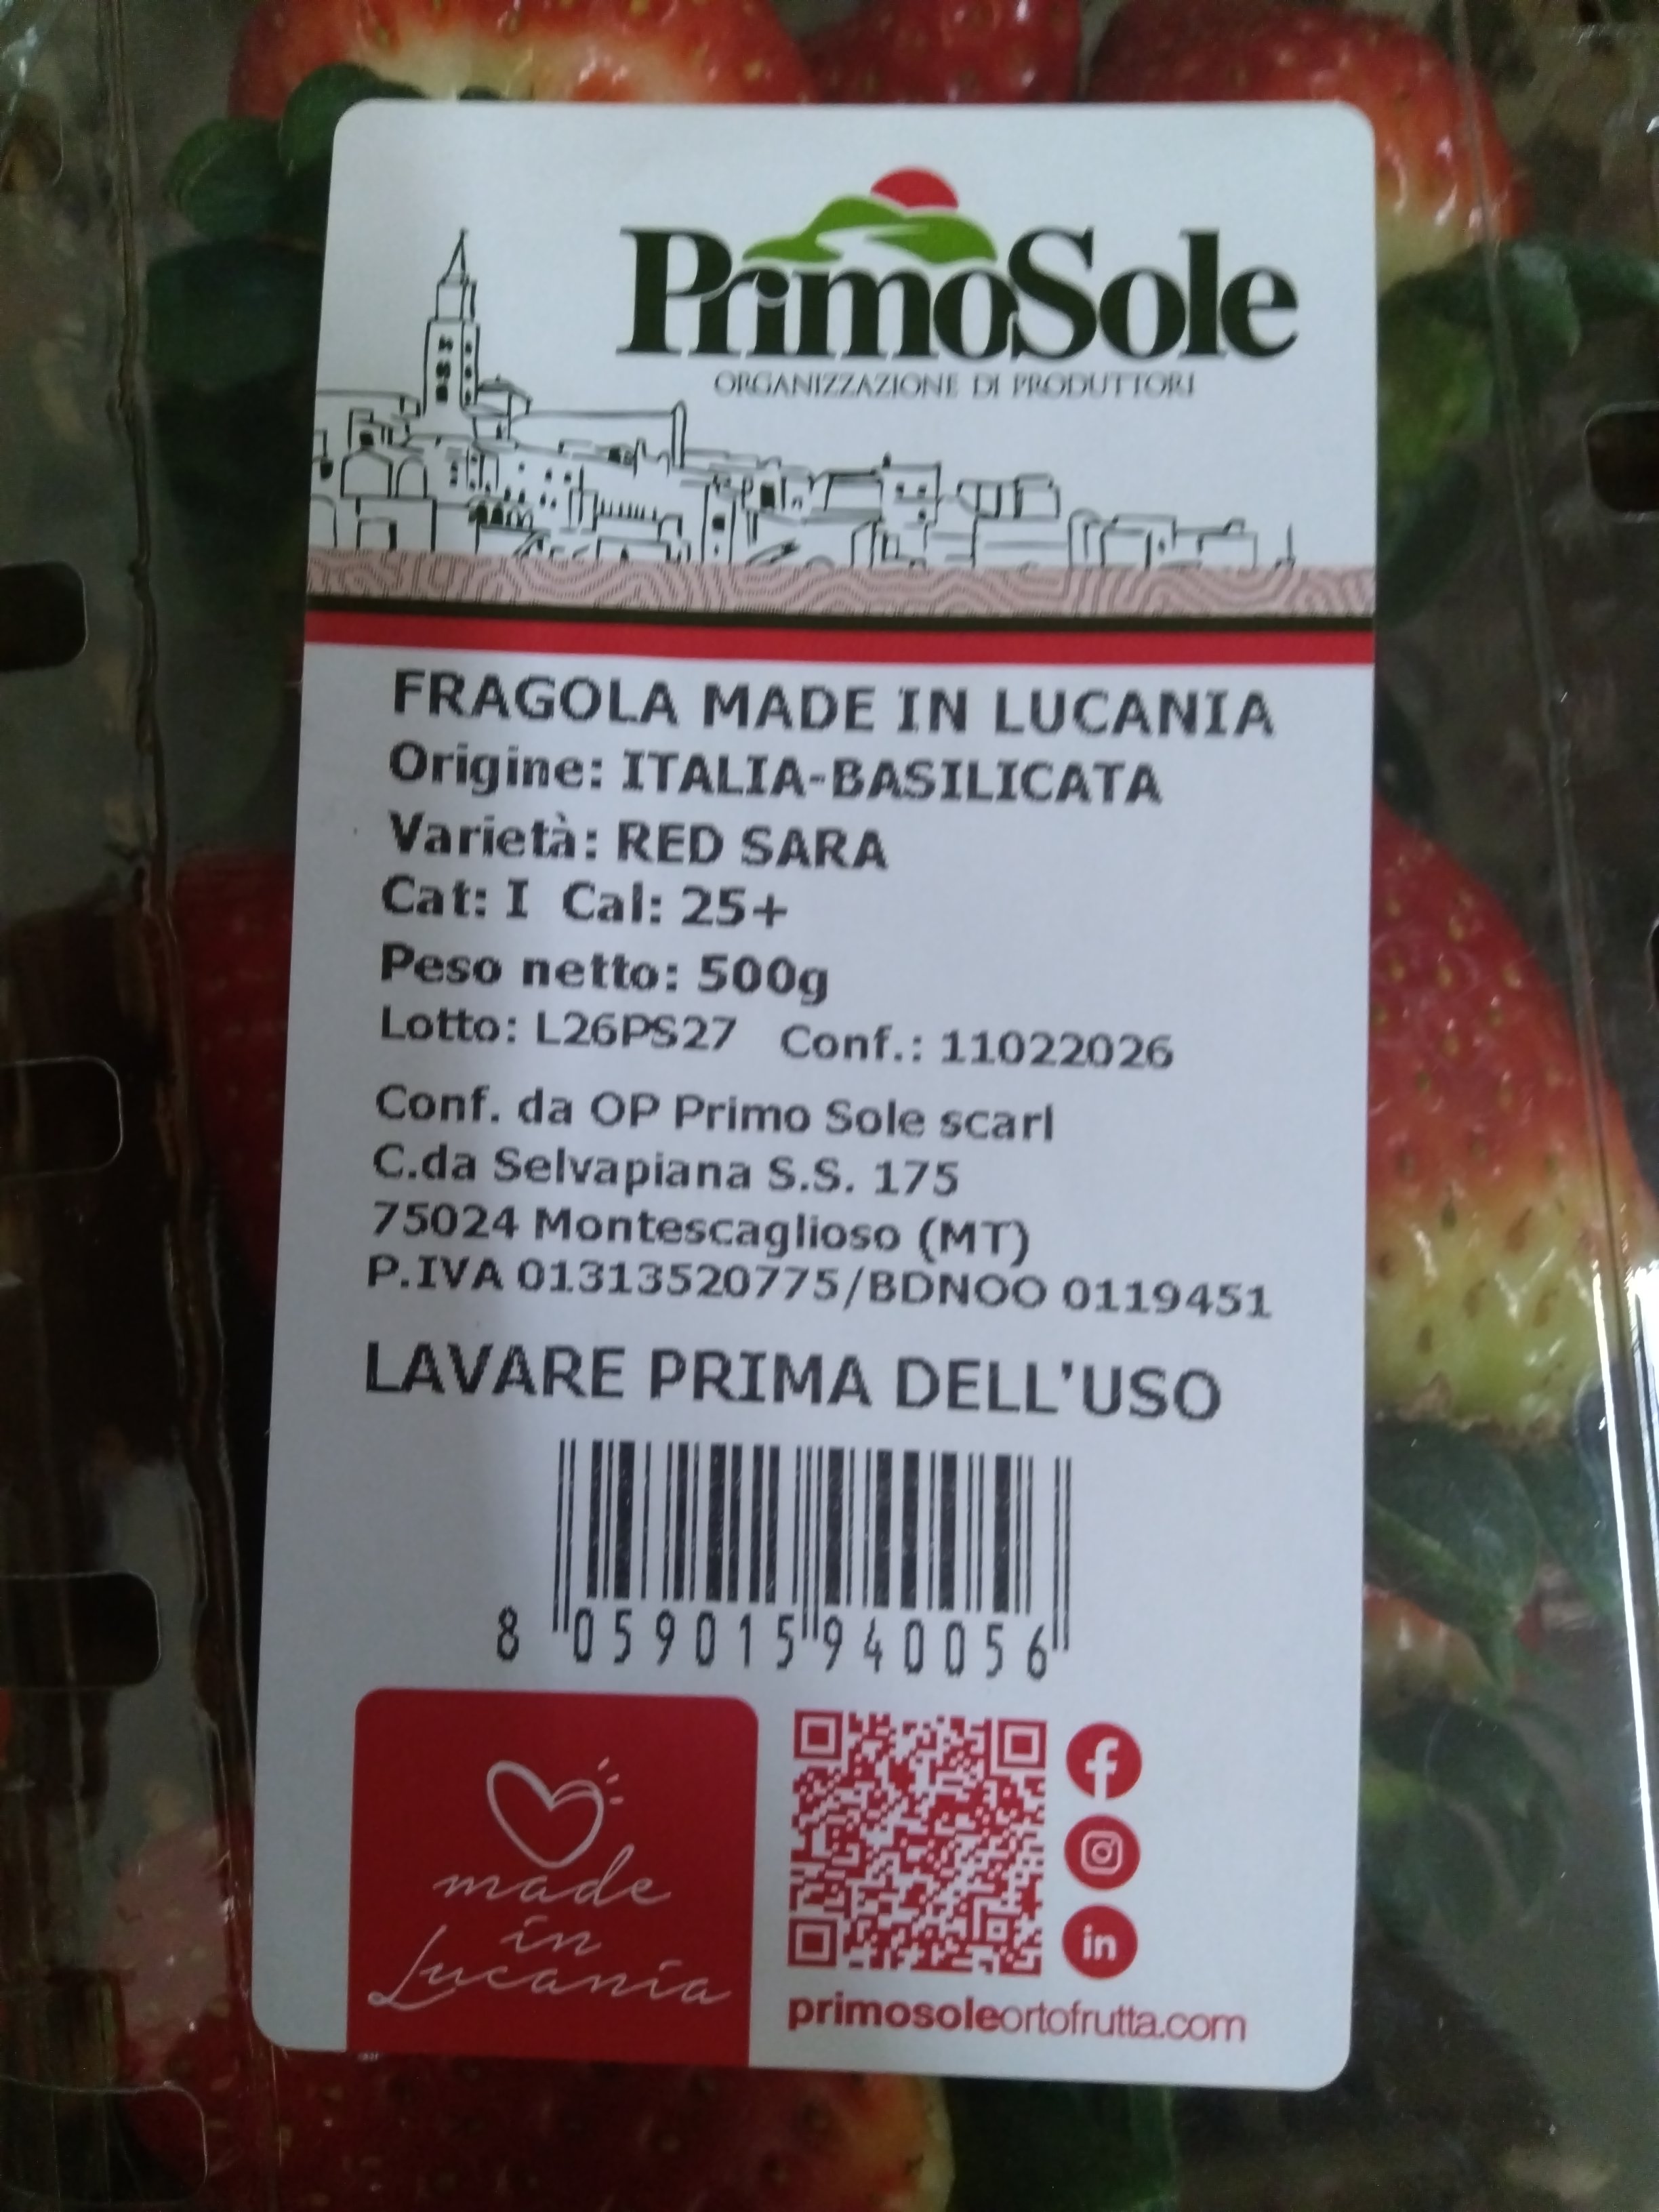 PrimoSole
ORGANIZZAZIONE DI PRODUTTORI
FRAGOLA MADE IN LUCANIA
Origine: ITALIA-BASILICATA
Varietà: RED SARA
Cat: I Cal: 25+
Peso netto: 500g
Lotto: L26PS27 Conf.: 11022026
Conf. da OP Primo Sole scarl
C.da Selvapiana S.S. 175
75024 Montescaglioso (MT)
P.IVA 01313520775/BDNOO 0119451
LAVARE PRIMA DELL'USO
8 059015 940056
made
in
Lucania
primosoleortofrutta.com